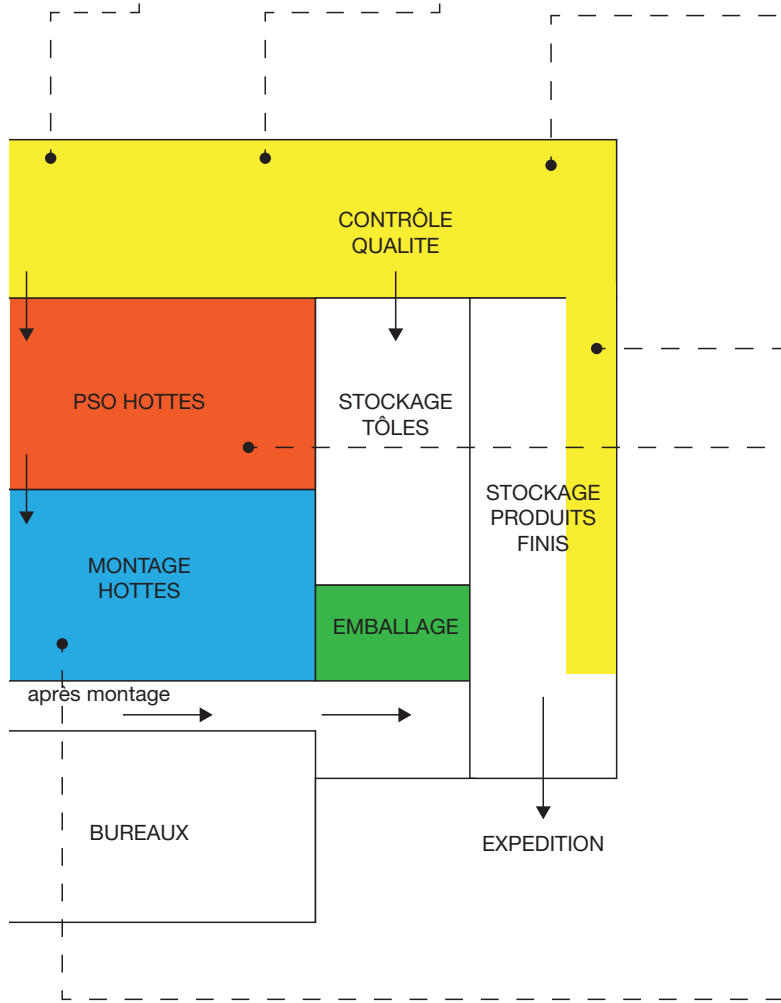 CONTRÔLE
QUALITE
PSO HOTTES
STOCKAGE
TÔLES
STOCKAGE
PRODUITS
FINIS
MONTAGE
HOTTES
EMBALLAGE
après montage
BUREAUX
EXPEDITION